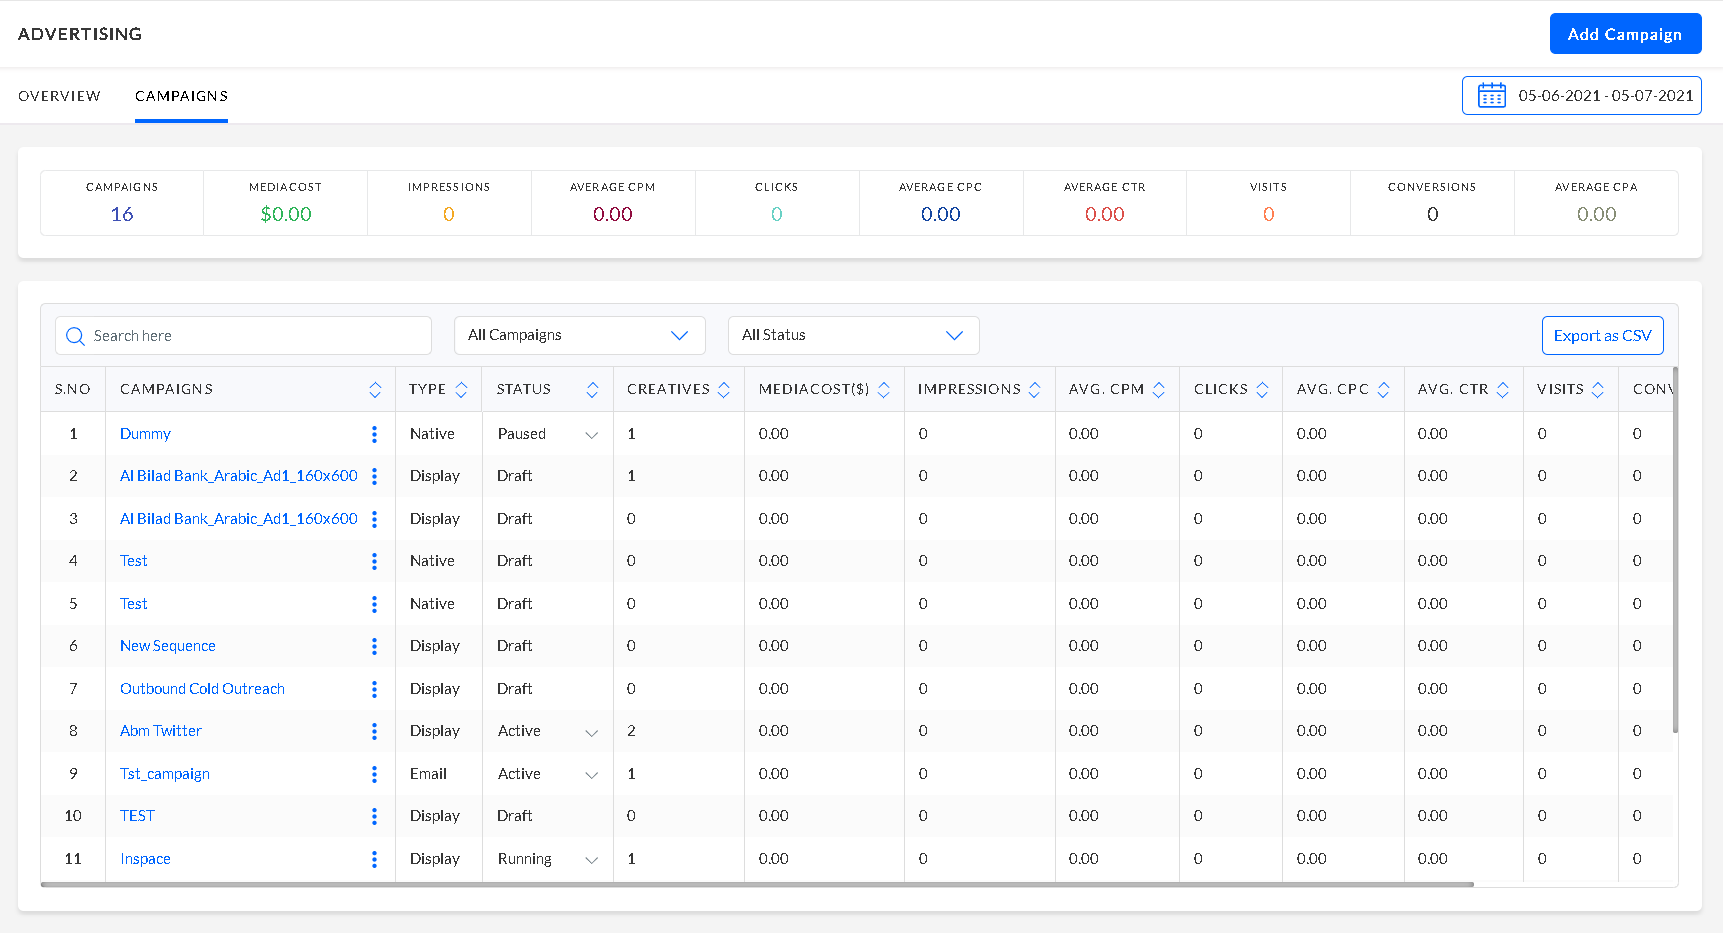 ADVERTISING
Add Campaign
OVERVIEW CAMPAIGNS
05-06-2021 - 05-07-2021
CAMPAIGNS MEDIACOST IMPRESSIONS AVERAGE CPM CLICKS AVERAGE CPC AVERAGE CTR VISITS CONVERSIONS AVERAGE CPA
16 $0.00 0 0.00 0 0.00 0.00 0 0 0.00
Search here All Campaigns All Status Export as CSV
S.NO CAMPAIGNS TYPE STATUS CREATIVES MEDIACOST($) IMPRESSIONS AVG. CPM CLICKS AVG. CPC AVG. CTR VISITS CONV
1 Dummy Native Paused 1 0.00 0 0.00 0 0.00 0.00 0 0
2 Al Bilad Bank_Arabic_Ad1_160x600 Display Draft 1 0.00 0 0.00 0 0.00 0.00 0 0
3 Al Bilad Bank_Arabic_Ad1_160x600 Display Draft 0 0.00 0 0.00 0 0.00 0.00 0 0
4 Test Native Draft 0 0.00 0 0.00 0 0.00 0.00 0 0
5 Test Native Draft 0 0.00 0 0.00 0 0.00 0.00 0 0
6 New Sequence Display Draft 0 0.00 0 0.00 0 0.00 0.00 0 0
7 Outbound Cold Outreach Display Draft 0 0.00 0 0.00 0 0.00 0.00 0 0
8 Abm Twitter Display Active 2 0.00 0 0.00 0 0.00 0.00 0 0
9 Tst_campaign Email Active 1 0.00 0 0.00 0 0.00 0.00 0 0
10 TEST Display Draft 0 0.00 0 0.00 0 0.00 0.00 0 0
11 Inspace Display Running 1 0.00 0 0.00 0 0.00 0.00 0 0